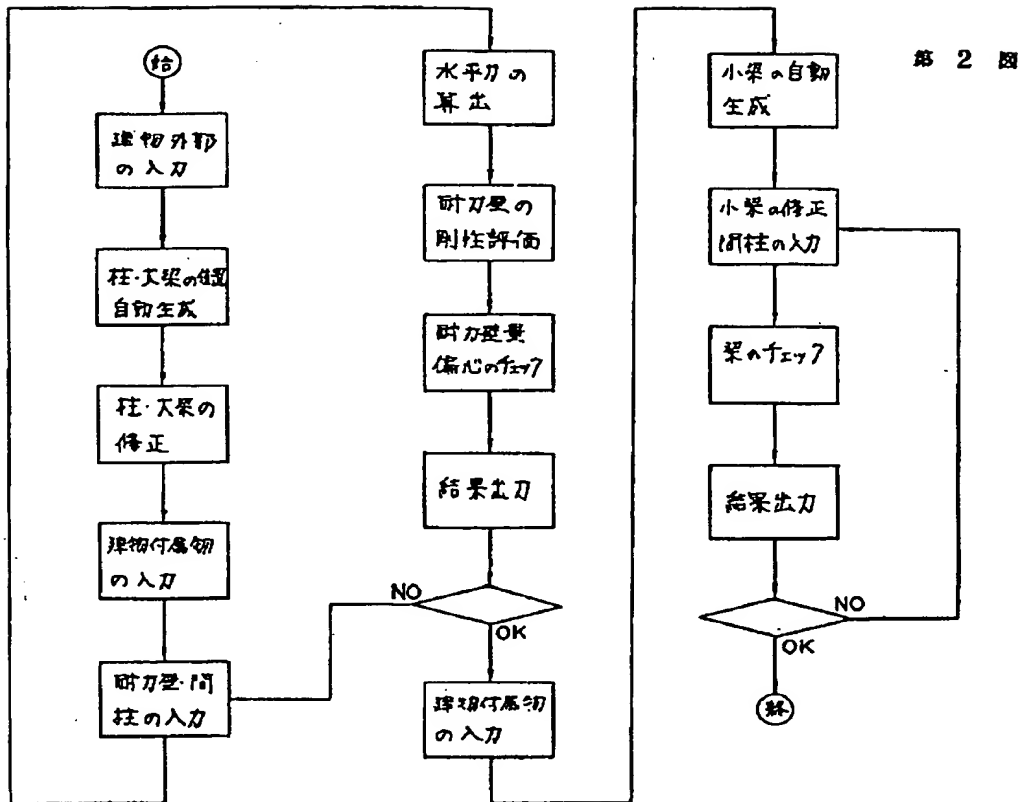 第 2 図
始
建物外部
の入力
柱・大梁の位置
自動生成
柱・大梁の
修正
建物付属物
の入力
耐力壁・間
柱の入力
水平力の
算出
耐力壁の
剛性評価
耐力壁量
偏心のチェック
結果出力
NO
OK
建物付属物
の入力
小梁の自動
生成
小梁の修正
間柱の入力
梁のチェック
結果出力
NO
OK
終